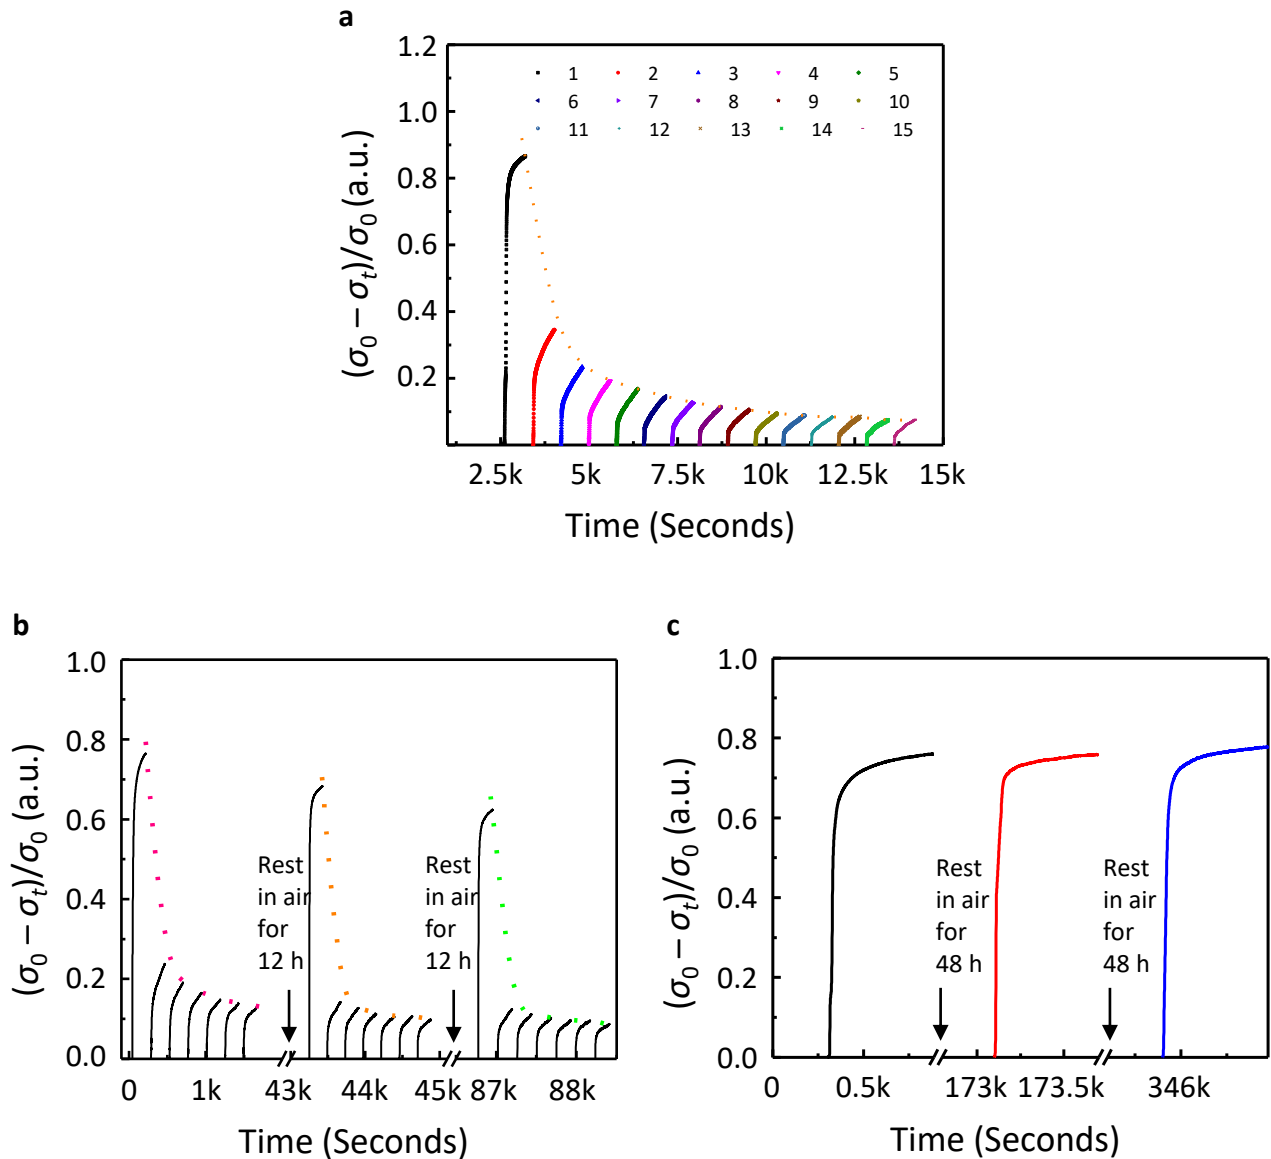 a
1.2
1.0
0.8
0.6
0.4
0.2
(σ₀ − σₜ)/σ₀ (a.u.)
1 2 3 4 5
6 7 8 9 10
11 12 13 14 15
2.5k 5k 7.5k 10k 12.5k 15k
Time (Seconds)
b
1.0
0.8
0.6
0.4
0.2
0.0
(σ₀ − σₜ)/σ₀ (a.u.)
Rest
in air
for
12 h
Rest
in air
for
12 h
0 1k 43k 44k 45k 87k 88k
Time (Seconds)
c
1.0
0.8
0.6
0.4
0.2
0.0
(σ₀ − σₜ)/σ₀ (a.u.)
Rest
in air
for
48 h
Rest
in air
for
48 h
0 0.5k 173k 173.5k 346k
Time (Seconds)